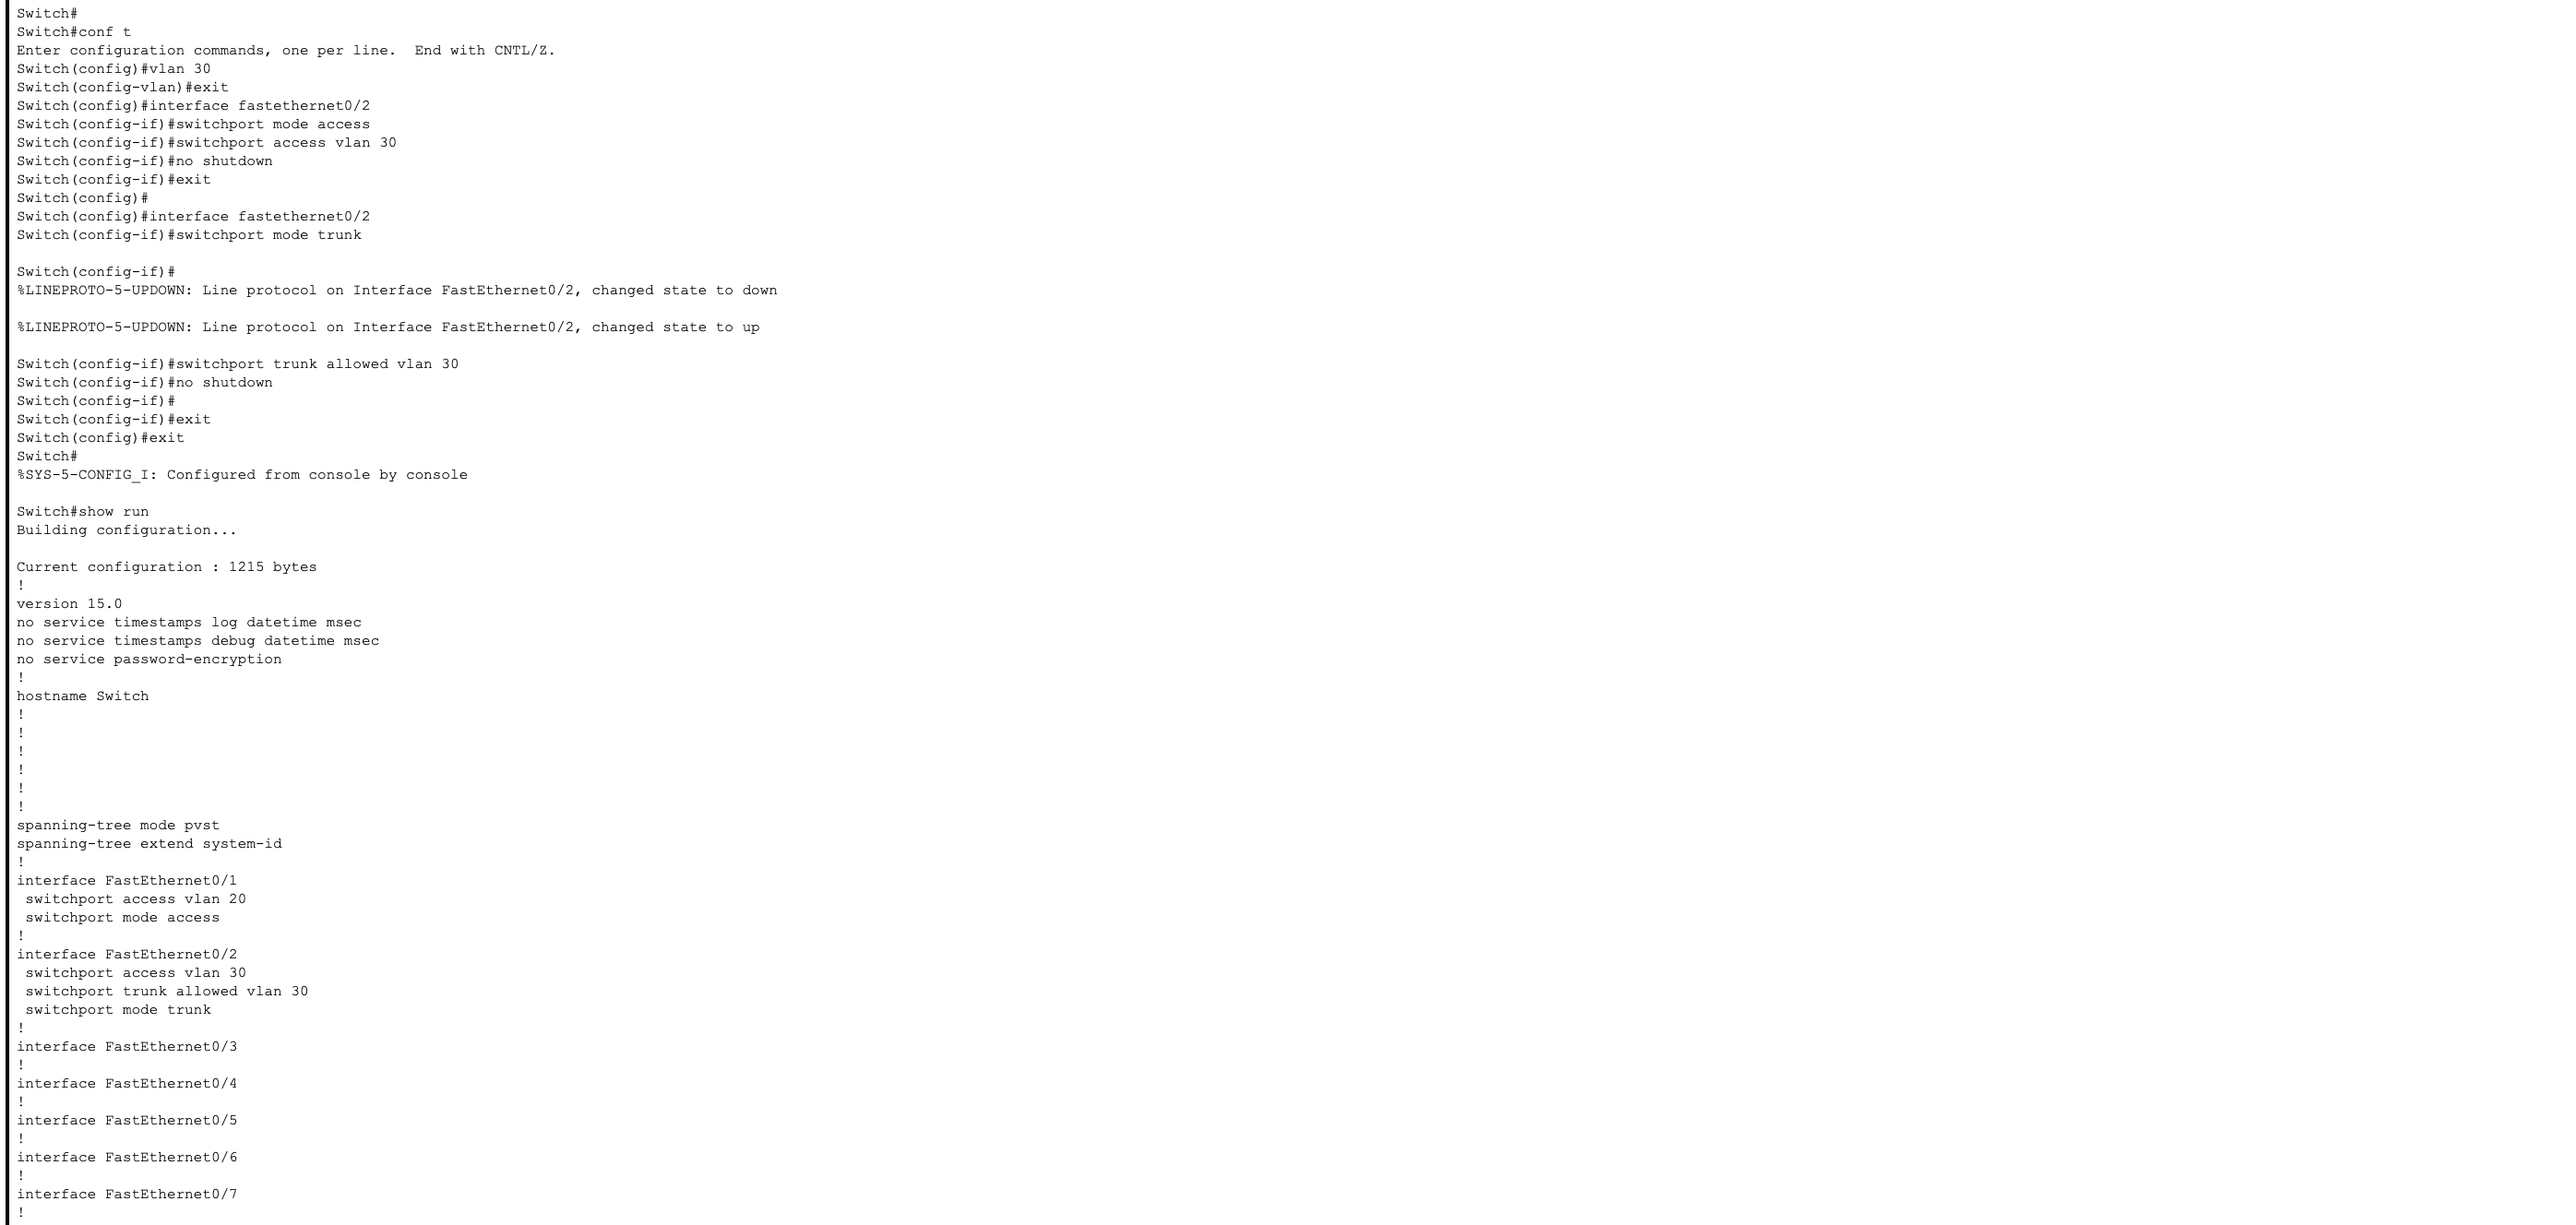 Switch#
Switch#conf t
Enter configuration commands, one per line.  End with CNTL/Z.
Switch(config)#vlan 30
Switch(config-vlan)#exit
Switch(config)#interface fastethernet0/2
Switch(config-if)#switchport mode access
Switch(config-if)#switchport access vlan 30
Switch(config-if)#no shutdown
Switch(config-if)#exit
Switch(config)#
Switch(config)#interface fastethernet0/2
Switch(config-if)#switchport mode trunk
Switch(config-if)#
%LINEPROTO-5-UPDOWN: Line protocol on Interface FastEthernet0/2, changed state to down
%LINEPROTO-5-UPDOWN: Line protocol on Interface FastEthernet0/2, changed state to up
Switch(config-if)#switchport trunk allowed vlan 30
Switch(config-if)#no shutdown
Switch(config-if)#
Switch(config-if)#exit
Switch(config)#exit
Switch#
%SYS-5-CONFIG_I: Configured from console by console
Switch#show run
Building configuration...
Current configuration : 1215 bytes
!
version 15.0
no service timestamps log datetime msec
no service timestamps debug datetime msec
no service password-encryption
!
hostname Switch
!
!
!
!
!
!
spanning-tree mode pvst
spanning-tree extend system-id
!
interface FastEthernet0/1
 switchport access vlan 20
 switchport mode access
!
interface FastEthernet0/2
 switchport access vlan 30
 switchport trunk allowed vlan 30
 switchport mode trunk
!
interface FastEthernet0/3
!
interface FastEthernet0/4
!
interface FastEthernet0/5
!
interface FastEthernet0/6
!
interface FastEthernet0/7
!